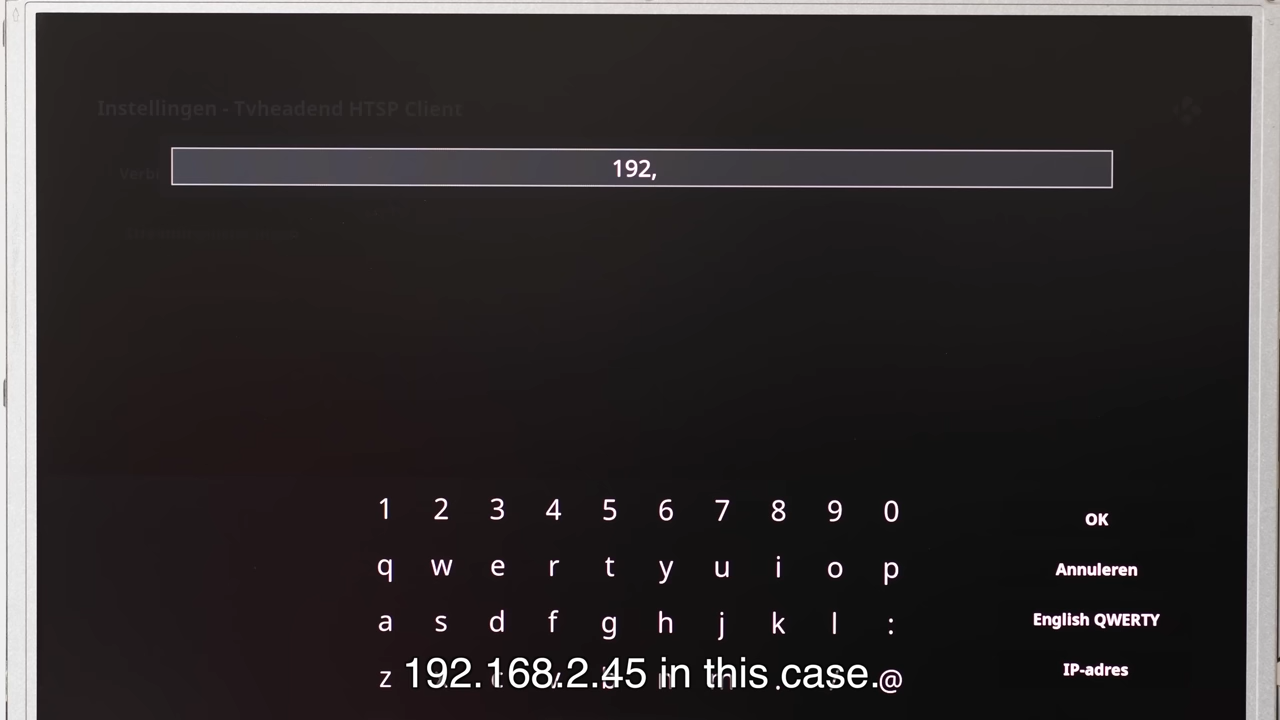 Instellingen - Tvheadend HTSP Client
192,
1 2 3 4 5 6 7 8 9 0
OK
q w e r t y u i o p
Annuleren
a s d f g h j k l :
English QWERTY
z @
IP-adres
192.168.2.45 in this case.